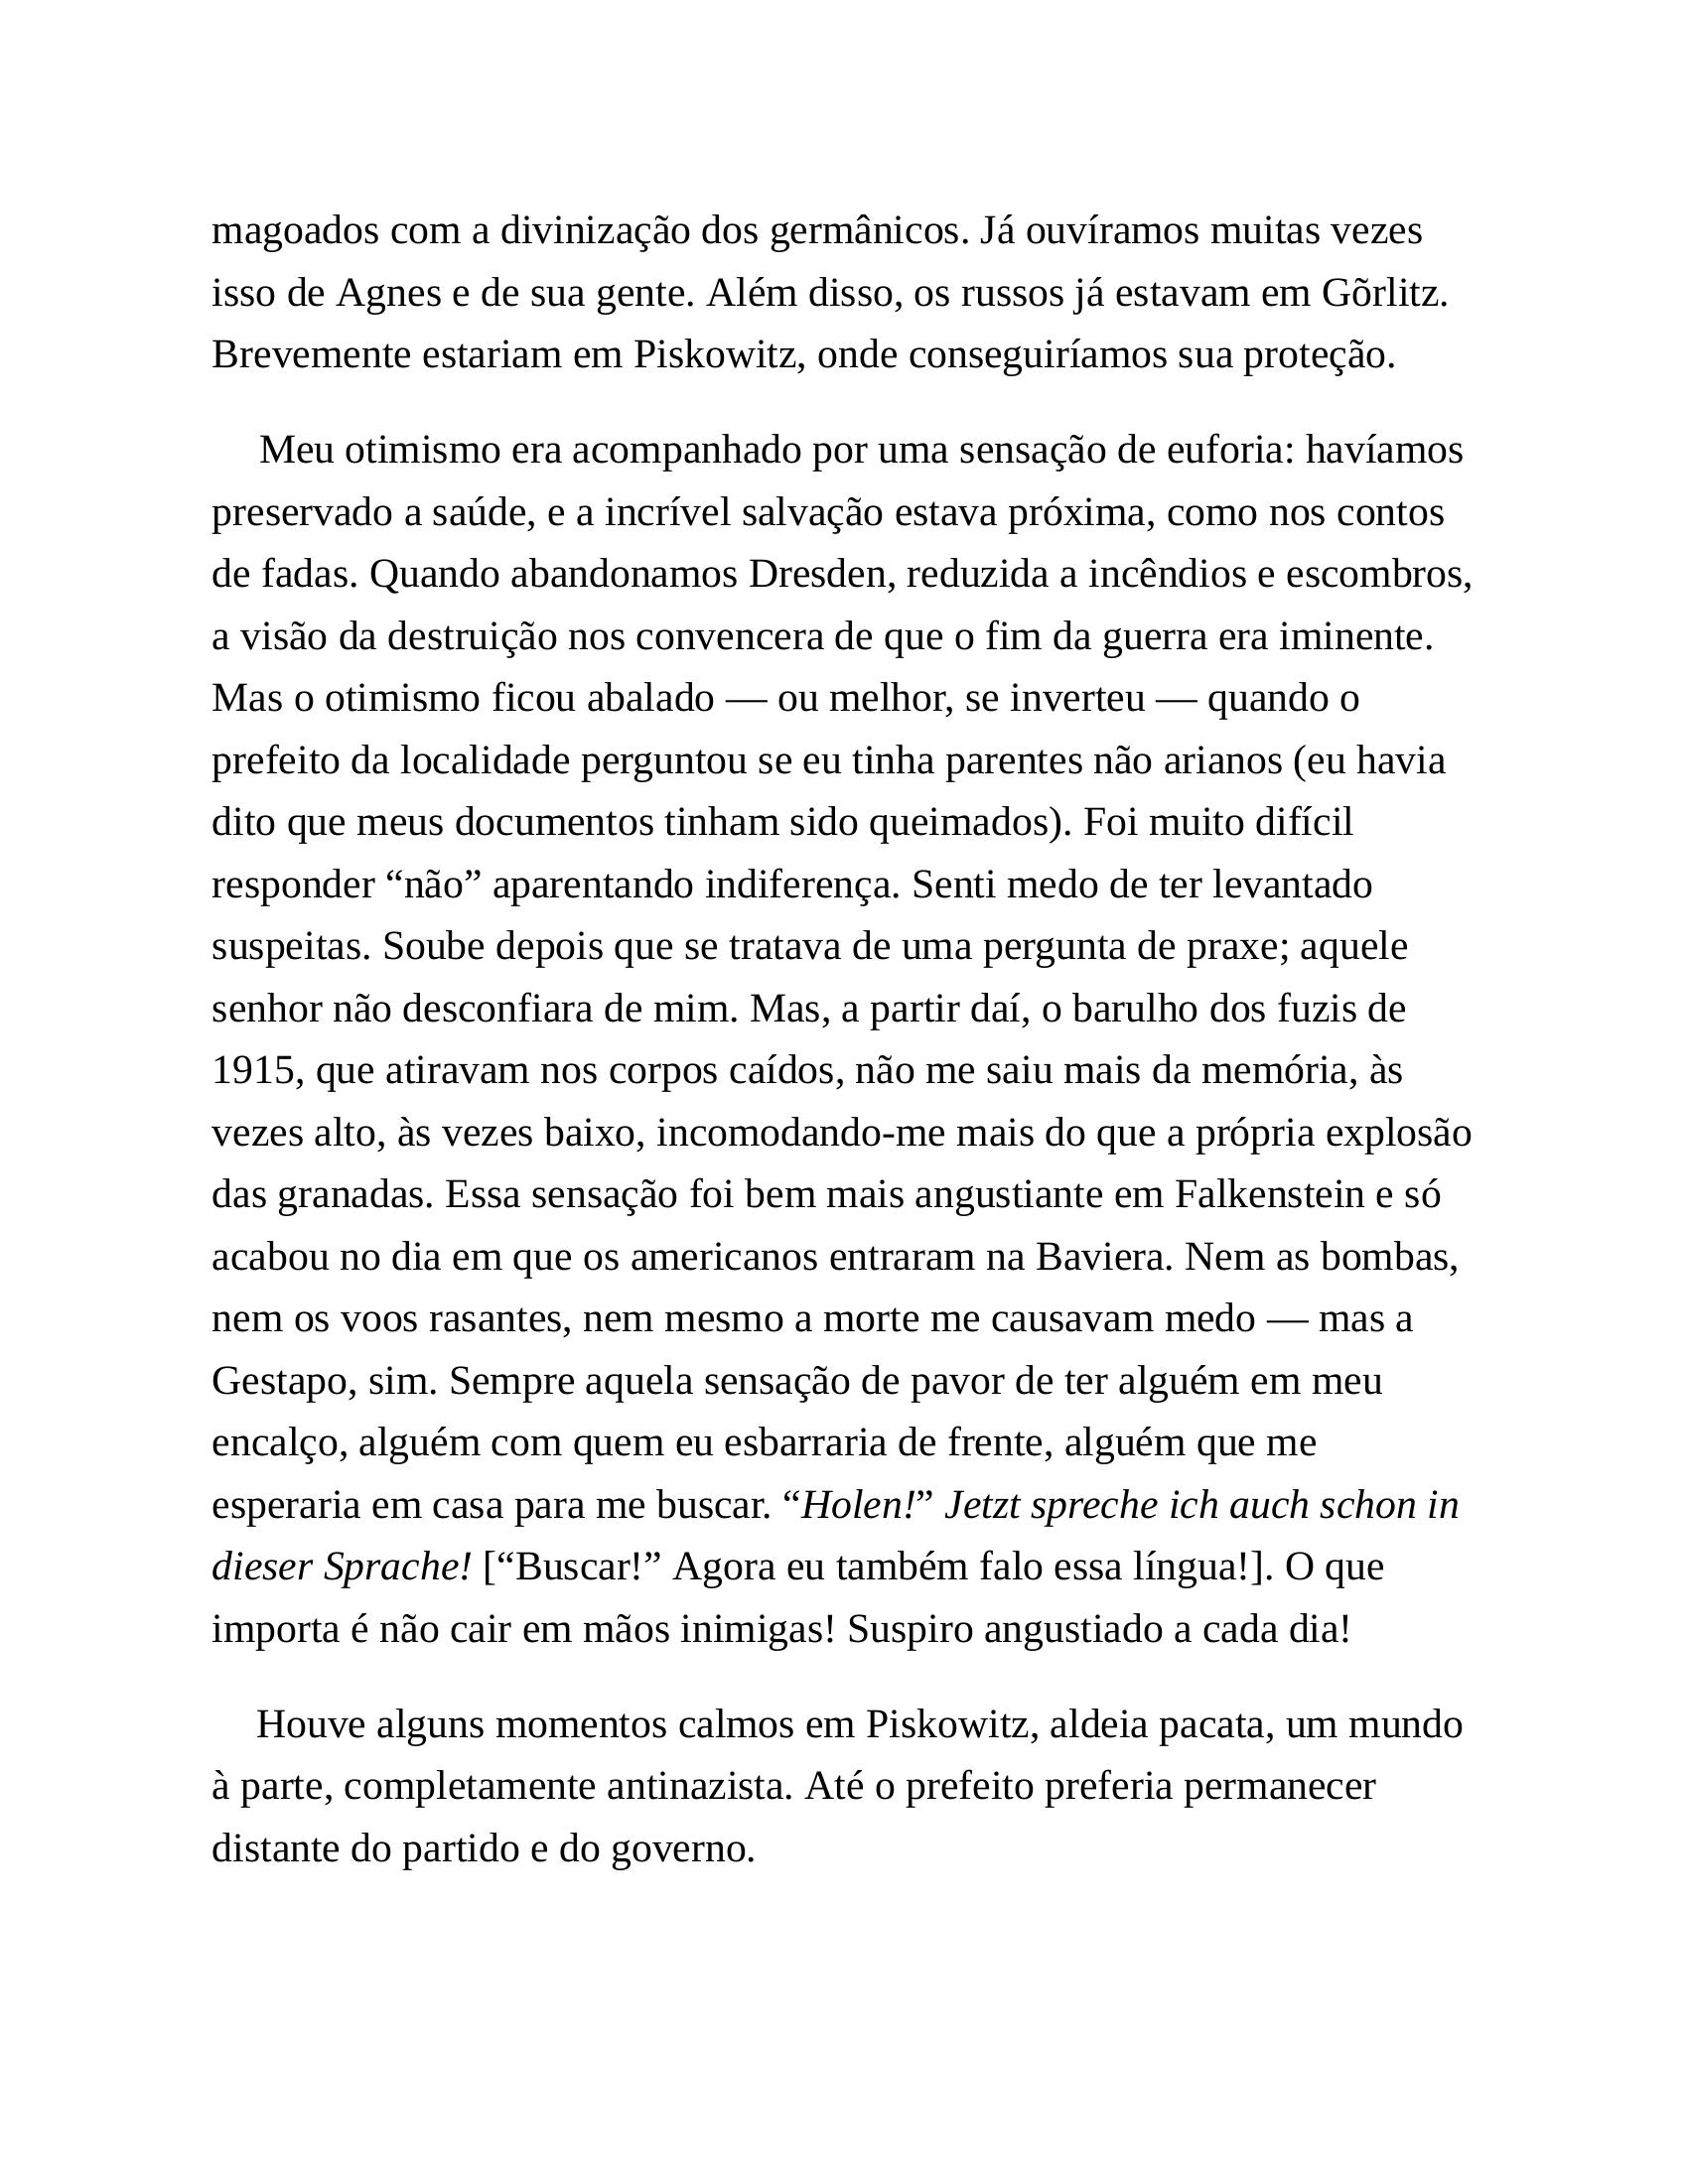 magoados com a divinização dos germânicos. Já ouvíramos muitas vezes
isso de Agnes e de sua gente. Além disso, os russos já estavam em Gõrlitz.
Brevemente estariam em Piskowitz, onde conseguiríamos sua proteção.
Meu otimismo era acompanhado por uma sensação de euforia: havíamos
preservado a saúde, e a incrível salvação estava próxima, como nos contos
de fadas. Quando abandonamos Dresden, reduzida a incêndios e escombros,
a visão da destruição nos convencera de que o fim da guerra era iminente.
Mas o otimismo ficou abalado — ou melhor, se inverteu — quando o
prefeito da localidade perguntou se eu tinha parentes não arianos (eu havia
dito que meus documentos tinham sido queimados). Foi muito difícil
responder “não” aparentando indiferença. Senti medo de ter levantado
suspeitas. Soube depois que se tratava de uma pergunta de praxe; aquele
senhor não desconfiara de mim. Mas, a partir daí, o barulho dos fuzis de
1915, que atiravam nos corpos caídos, não me saiu mais da memória, às
vezes alto, às vezes baixo, incomodando-me mais do que a própria explosão
das granadas. Essa sensação foi bem mais angustiante em Falkenstein e só
acabou no dia em que os americanos entraram na Baviera. Nem as bombas,
nem os voos rasantes, nem mesmo a morte me causavam medo — mas a
Gestapo, sim. Sempre aquela sensação de pavor de ter alguém em meu
encalço, alguém com quem eu esbarraria de frente, alguém que me
esperaria em casa para me buscar. “Holen!” Jetzt spreche ich auch schon in
dieser Sprache! [“Buscar!” Agora eu também falo essa língua!]. O que
importa é não cair em mãos inimigas! Suspiro angustiado a cada dia!
Houve alguns momentos calmos em Piskowitz, aldeia pacata, um mundo
à parte, completamente antinazista. Até o prefeito preferia permanecer
distante do partido e do governo.